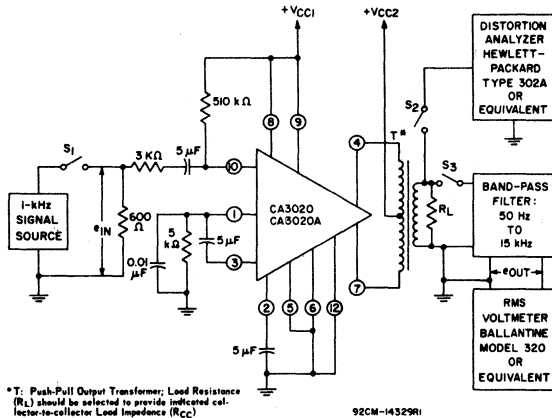 +VCC1
+VCC2
DISTORTION
ANALYZER
HEWLETT-
PACKARD
TYPE 302A
OR
EQUIVALENT
510 kΩ
8
9
4
T*
S2
S1
3 KΩ
5 μF
10
S3
1-kHz
SIGNAL
SOURCE
eIN
600
Ω
1
CA3020
CA3020A
RL
BAND-PASS
FILTER:
50 Hz
TO
15 kHz
5
kΩ
5 μF
0.01
μF
3
7
eOUT
2
5
6
12
RMS
VOLTMETER
BALLANTINE
MODEL 320
OR
EQUIVALENT
5 μF
* T: Push-Pull Output Transformer; Load Resistance
(RL) should be selected to provide indicated col-
lector-to-collector Load Impedance (RCC)
92CM-14329RI